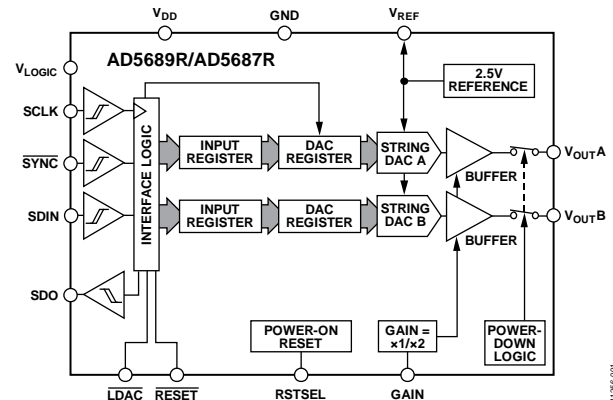 VDD
GND
VREF
AD5689R/AD5687R
VLOGIC
2.5V
REFERENCE
SCLK
SYNC
SDIN
SDO
INTERFACE LOGIC
INPUT
REGISTER
DAC
REGISTER
STRING
DAC A
BUFFER
VOUTA
INPUT
REGISTER
DAC
REGISTER
STRING
DAC B
BUFFER
VOUTB
POWER-ON
RESET
GAIN =
×1/×2
POWER-
DOWN
LOGIC
LDAC
RESET
RSTSEL
GAIN